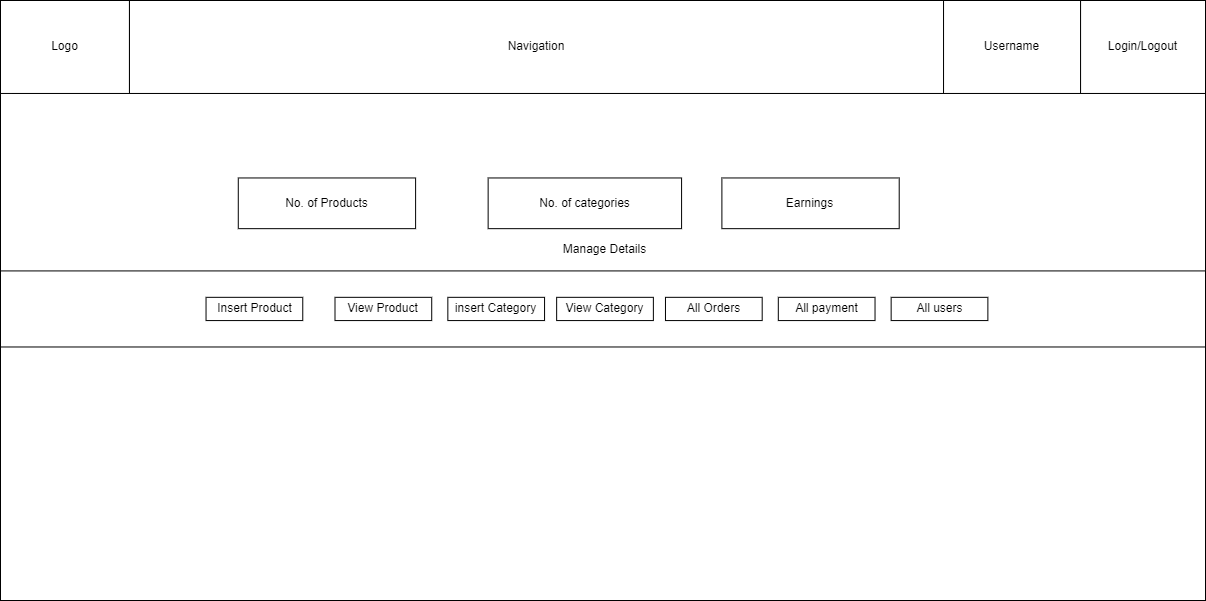 Logo
Navigation
Username
Login/Logout
No. of Products
No. of categories
Earnings
Manage Details
Insert Product
View Product
insert Category
View Category
All Orders
All payment
All users